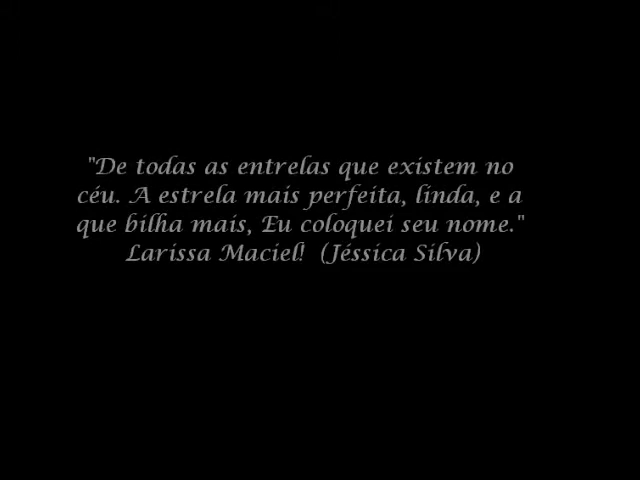 "De todas as entrelas que existem no
céu. A estrela mais perfeita, linda, e a
que bilha mais, Eu coloquei seu nome."
Larissa Maciel!  (Jéssica Silva)